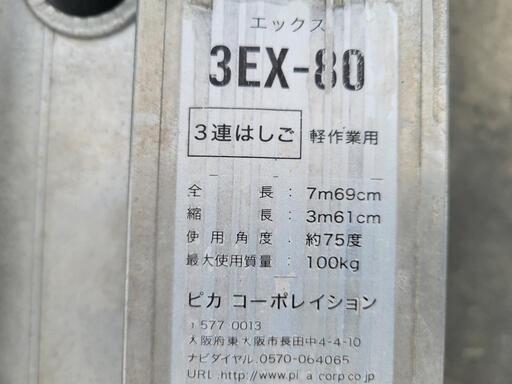 エックス
3EX-80
3連はしご 軽作業用
全長：7m69cm
縮長：3m61cm
使用角度：約75度
最大使用質量：100kg
ピカ コーポレイション
〒577 0013
大阪府東大阪市長田中4-4-10
ナビダイヤル.0570-064065
URL.http://www.pi a corp.co.jp